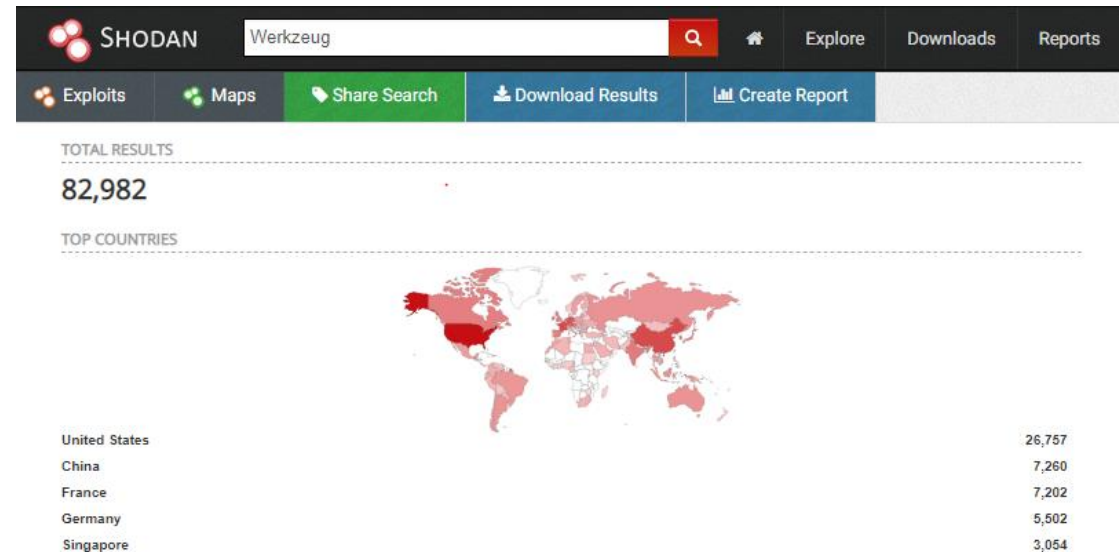 SHODAN Werkzeug Explore Downloads Reports
Exploits Maps Share Search Download Results Create Report
TOTAL RESULTS
82,982
TOP COUNTRIES
United States 26,757
China 7,260
France 7,202
Germany 5,502
Singapore 3,054